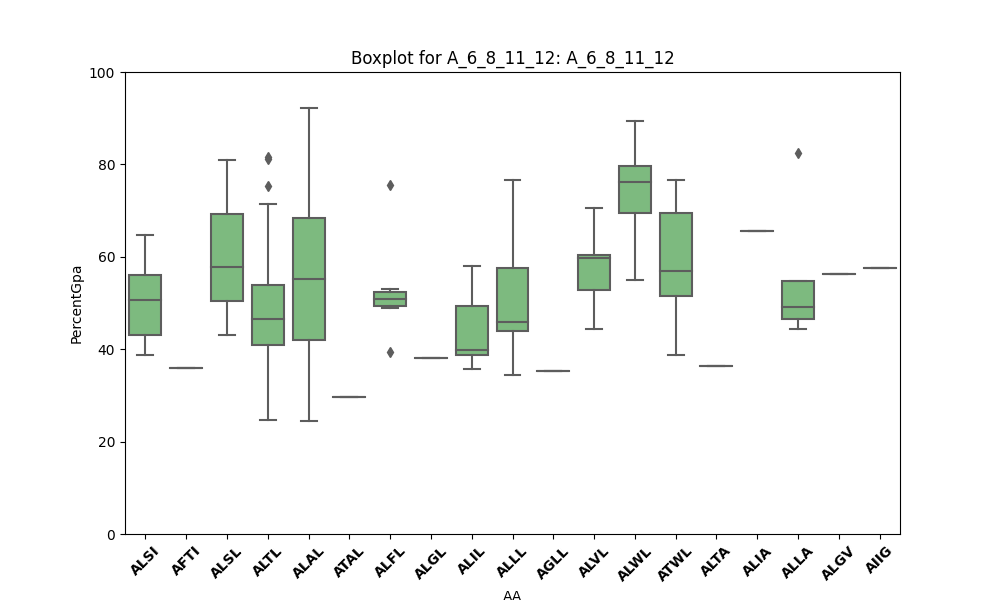 Boxplot for A_6_8_11_12: A_6_8_11_12
100
80
60
40
20
0
PercentGpa
ALSI AFTI ALSL ALTL ALAL ATAL ALFL ALGL ALIL ALLL AGLL ALVL ALWL ATWL ALTA ALIA ALLA ALGV AIIG
AA